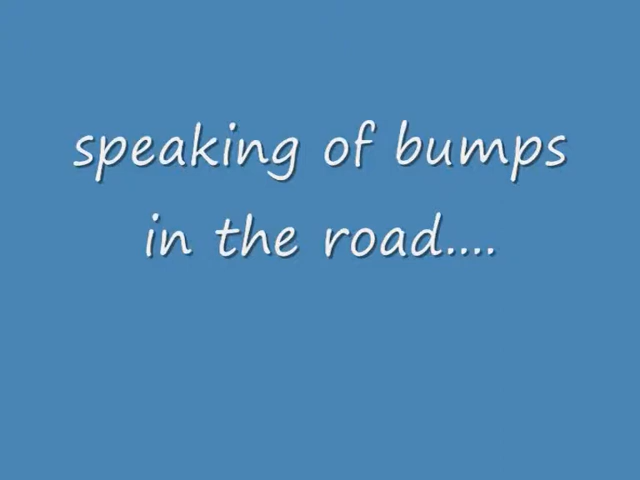 speaking of bumps
in the road....